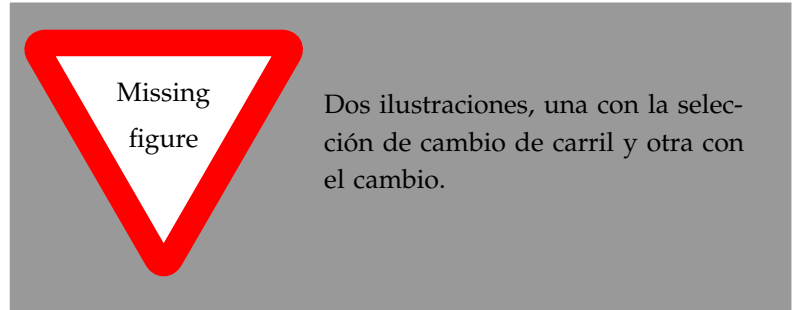 Missing
figure
Dos ilustraciones, una con la selec-
ción de cambio de carril y otra con
el cambio.